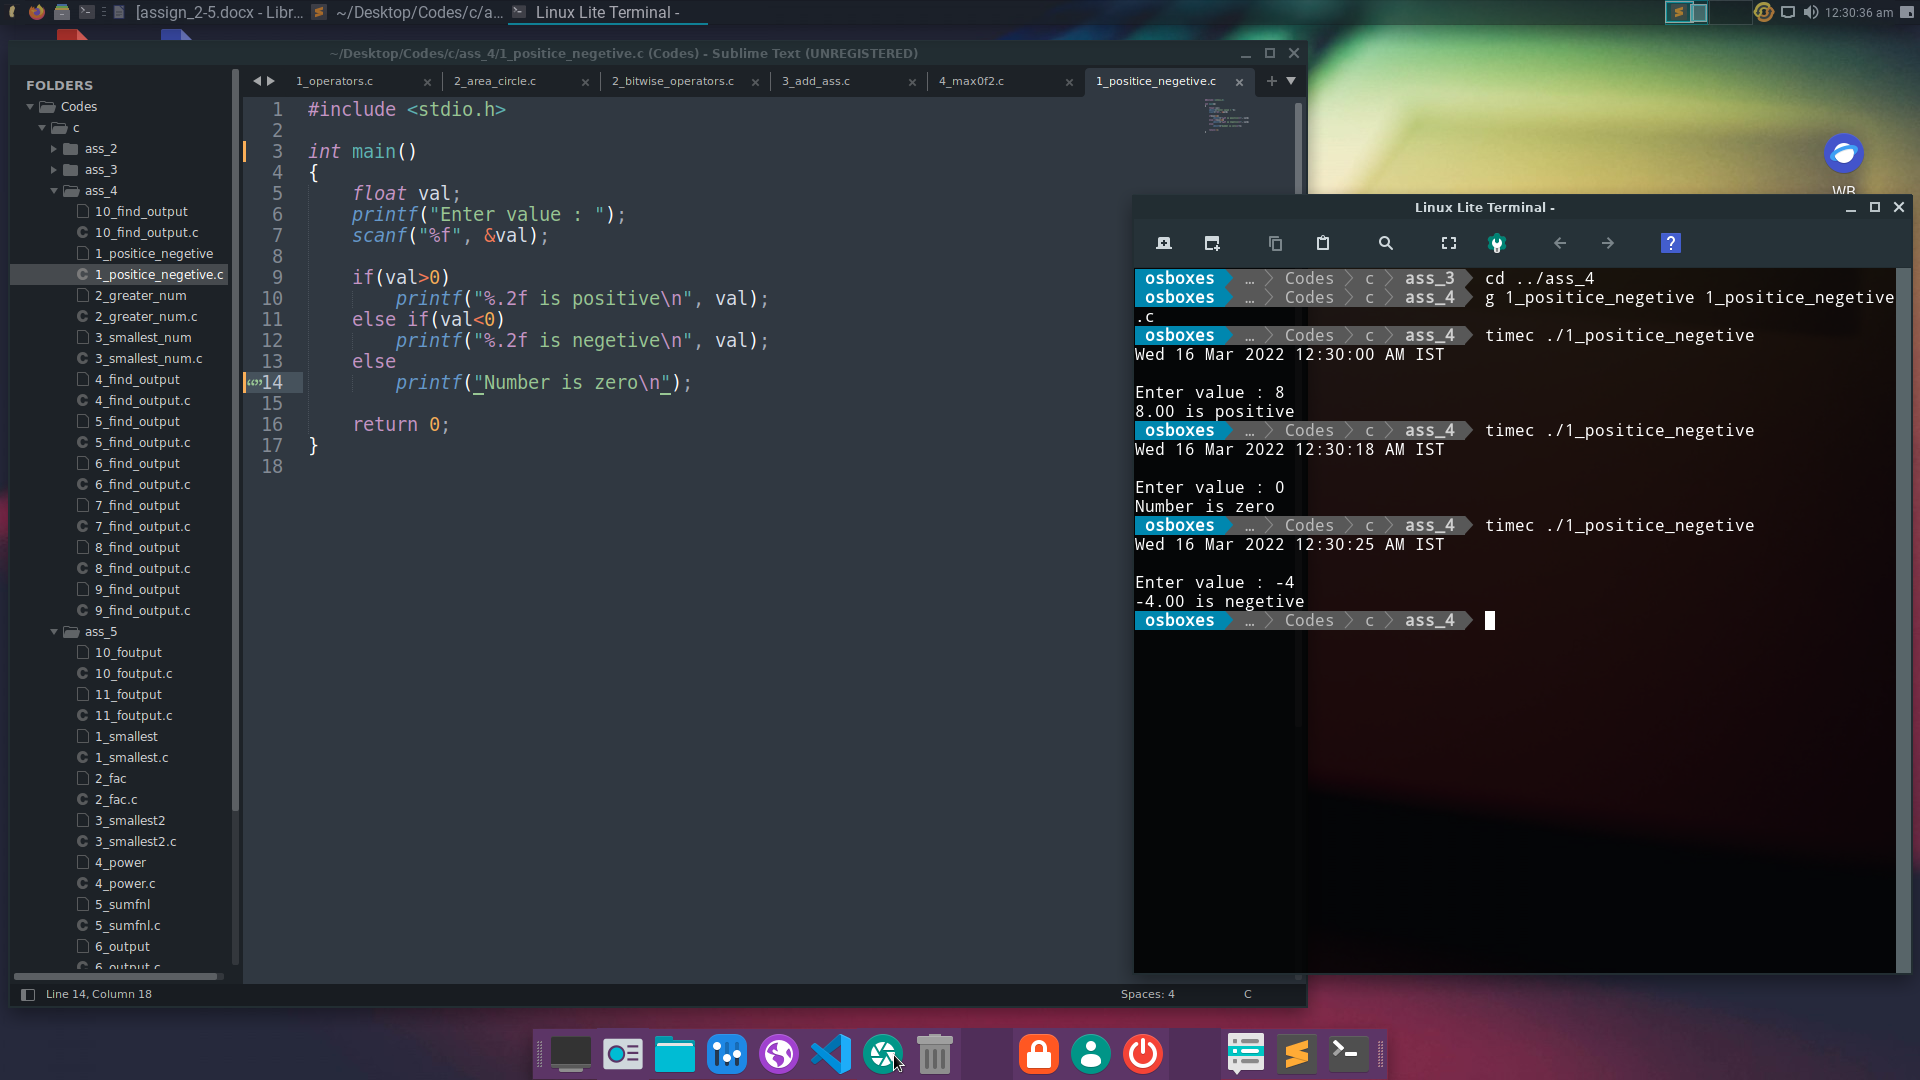 [assign_2-5.docx - Libr...
~/Desktop/Codes/c/a...
Linux Lite Terminal -
12:30:36 am
~/Desktop/Codes/c/ass_4/1_positice_negetive.c (Codes) - Sublime Text (UNREGISTERED)
FOLDERS
Codes
c
ass_2
ass_3
ass_4
10_find_output
10_find_output.c
1_positice_negetive
1_positice_negetive.c
2_greater_num
2_greater_num.c
3_smallest_num
3_smallest_num.c
4_find_output
4_find_output.c
5_find_output
5_find_output.c
6_find_output
6_find_output.c
7_find_output
7_find_output.c
8_find_output
8_find_output.c
9_find_output
9_find_output.c
ass_5
10_foutput
10_foutput.c
11_foutput
11_foutput.c
1_smallest
1_smallest.c
2_fac
2_fac.c
3_smallest2
3_smallest2.c
4_power
4_power.c
5_sumfnl
5_sumfnl.c
6_output
6_output.c
1_operators.c
2_area_circle.c
2_bitwise_operators.c
3_add_ass.c
4_max0f2.c
1_positice_negetive.c
1 #include <stdio.h>
2
3 int main()
4 {
5     float val;
6     printf("Enter value : ");
7     scanf("%f", &val);
8
9     if(val>0)
10         printf("%.2f is positive\n", val);
11     else if(val<0)
12         printf("%.2f is negetive\n", val);
13     else
14         printf("Number is zero\n");
15
16     return 0;
17 }
18
Line 14, Column 18
Spaces: 4
C
WB
Linux Lite Terminal -
osboxes … Codes c ass_3 cd ../ass_4
osboxes … Codes c ass_4 g 1_positice_negetive 1_positice_negetive
.c
osboxes … Codes c ass_4 timec ./1_positice_negetive
Wed 16 Mar 2022 12:30:00 AM IST
Enter value : 8
8.00 is positive
osboxes … Codes c ass_4 timec ./1_positice_negetive
Wed 16 Mar 2022 12:30:18 AM IST
Enter value : 0
Number is zero
osboxes … Codes c ass_4 timec ./1_positice_negetive
Wed 16 Mar 2022 12:30:25 AM IST
Enter value : -4
-4.00 is negetive
osboxes … Codes c ass_4